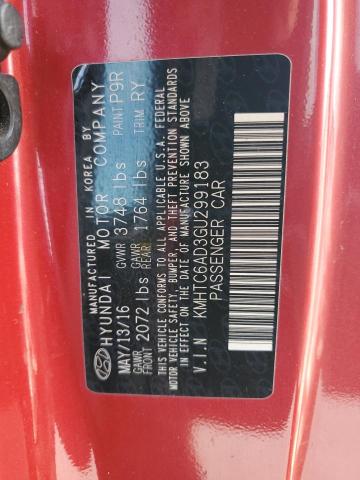 MANUFACTURED IN KOREA BY
HYUNDAI MOTOR COMPANY
MAY/13/16 GVWR 3748 lbs PAINT P9R
GAWR FRONT 2072 lbs GAWR REAR 1764 lbs TRIM RY
THIS VEHICLE CONFORMS TO ALL APPLICABLE U.S.A. FEDERAL
MOTOR VEHICLE SAFETY, BUMPER, AND THEFT PREVENTION STANDARDS
IN EFFECT ON THE DATE OF MANUFACTURE SHOWN ABOVE
V.I.N KMHTC6AD3GU299183
PASSENGER CAR